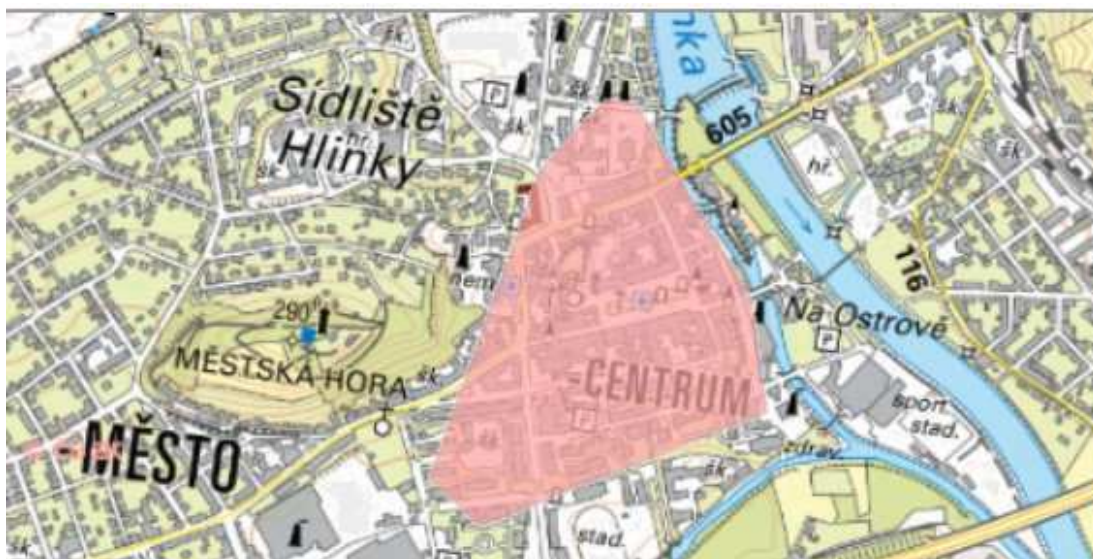 šk.
nka
P
šk.
Sídliště
Hlinky
hř.
šk.
605
hř.
šk.
116
nem.
290
MĚSTSKÁ HORA
šk.
Na Ostrově
P
-CENTRUM
P
-MĚSTO
sport.
stad.
zdrav.
šk.
stad.